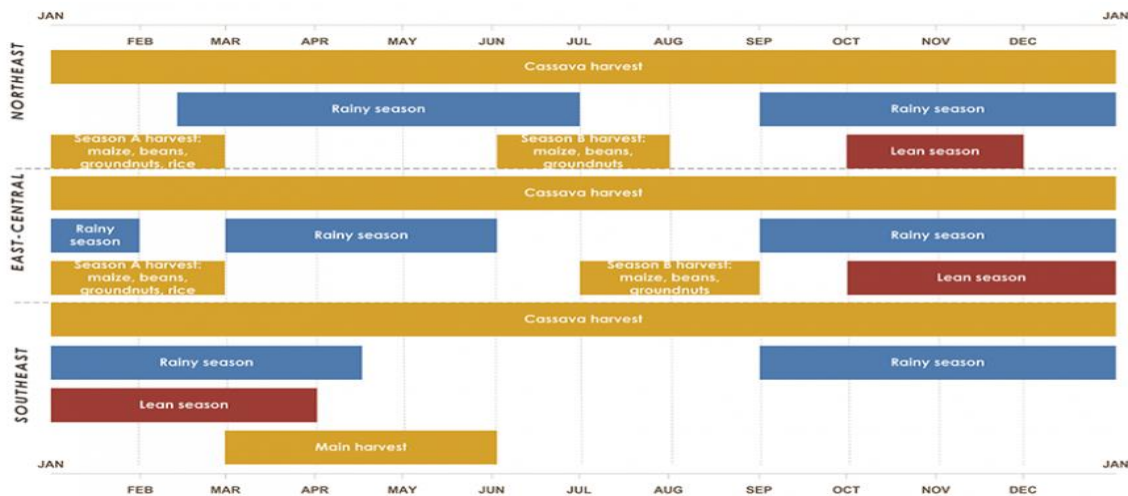 JAN JAN
FEB MAR APR MAY JUN JUL AUG SEP OCT NOV DEC
NORTHEAST
Cassava harvest
Rainy season Rainy season
Season A harvest:
maize, beans,
groundnuts, rice
Season B harvest:
maize, beans,
groundnuts
Lean season
EAST-CENTRAL
Cassava harvest
Rainy
season
Rainy season
Rainy season
Season A harvest:
maize, beans,
groundnuts, rice
Season B harvest:
maize, beans,
groundnuts
Lean season
SOUTHEAST
Cassava harvest
Rainy season Rainy season
Lean season
Main harvest
JAN JAN
FEB MAR APR MAY JUN JUL AUG SEP OCT NOV DEC